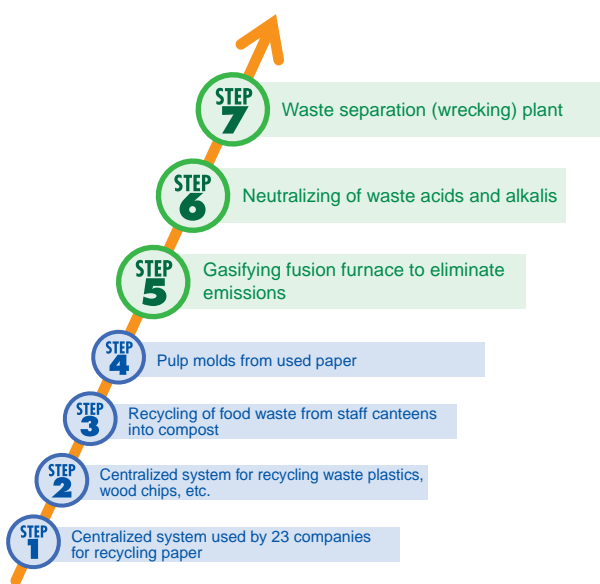 STEP
7
Waste separation (wrecking) plant
STEP
6
Neutralizing of waste acids and alkalis
STEP
5
Gasifying fusion furnace to eliminate
emissions
STEP
4
Pulp molds from used paper
STEP
3
Recycling of food waste from staff canteens
into compost
STEP
2
Centralized system for recycling waste plastics,
wood chips, etc.
STEP
1
Centralized system used by 23 companies
for recycling paper